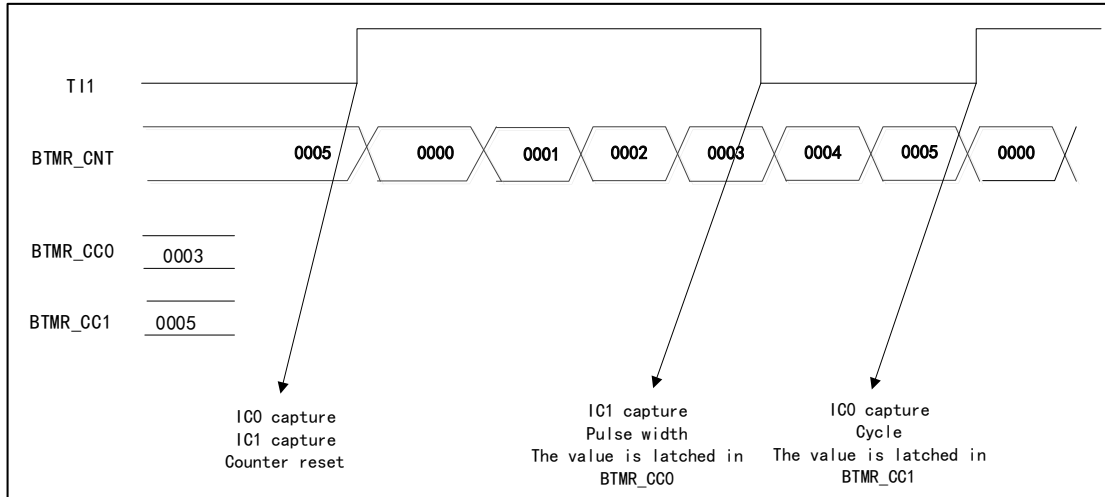 TI1
BTMR_CNT
0005 0000 0001 0002 0003 0004 0005 0000
BTMR_CC0
0003
BTMR_CC1
0005
IC0 capture
IC1 capture
Counter reset
IC1 capture
Pulse width
The value is latched in
BTMR_CC0
IC0 capture
Cycle
The value is latched in
BTMR_CC1